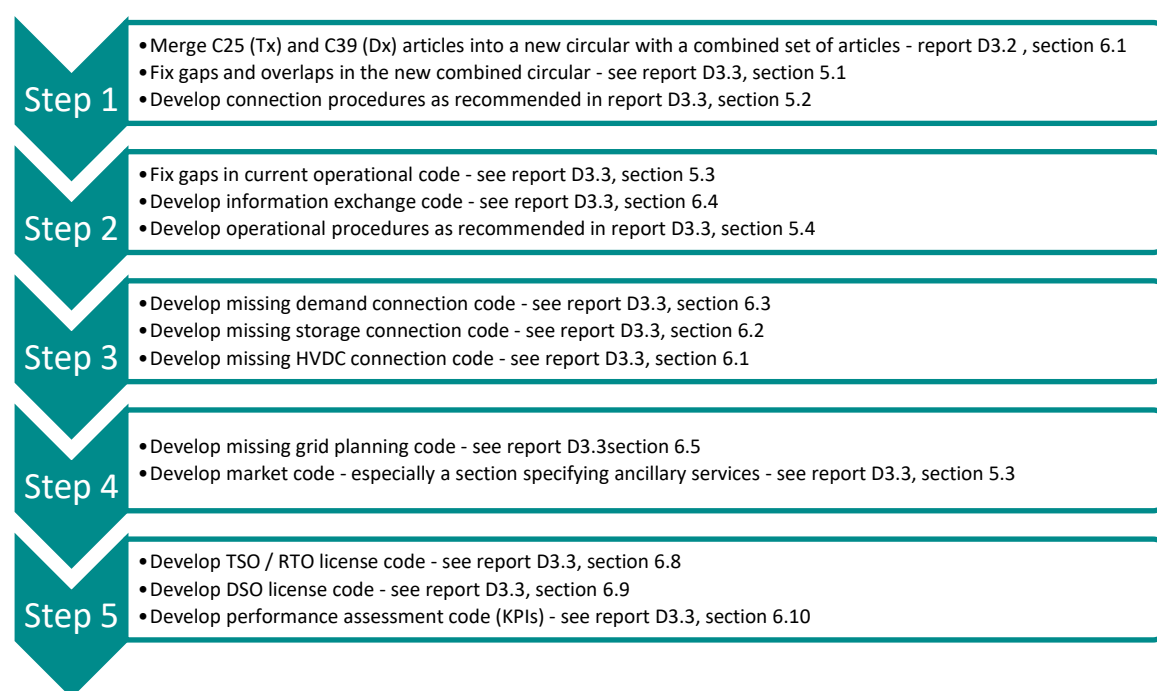 Step 1
•Merge C25 (Tx) and C39 (Dx) articles into a new circular with a combined set of articles - report D3.2 , section 6.1
•Fix gaps and overlaps in the new combined circular - see report D3.3, section 5.1
•Develop connection procedures as recommended in report D3.3, section 5.2
Step 2
•Fix gaps in current operational code - see report D3.3, section 5.3
•Develop information exchange code - see report D3.3, section 6.4
•Develop operational procedures as recommended in report D3.3, section 5.4
Step 3
•Develop missing demand connection code - see report D3.3, section 6.3
•Develop missing storage connection code - see report D3.3, section 6.2
•Develop missing HVDC connection code - see report D3.3, section 6.1
Step 4
•Develop missing grid planning code - see report D3.3section 6.5
•Develop market code - especially a section specifying ancillary services - see report D3.3, section 5.3
Step 5
•Develop TSO / RTO license code - see report D3.3, section 6.8
•Develop DSO license code - see report D3.3, section 6.9
•Develop performance assessment code (KPIs) - see report D3.3, section 6.10